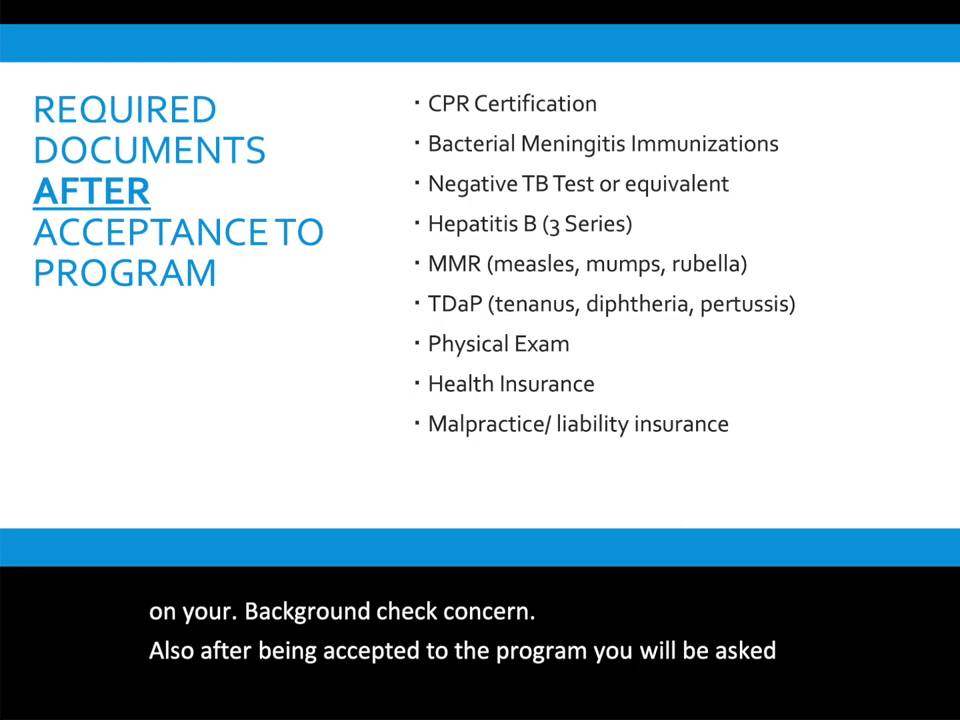 REQUIRED
DOCUMENTS
AFTER
ACCEPTANCE TO
PROGRAM
▪ CPR Certification
▪ Bacterial Meningitis Immunizations
▪ Negative TB Test or equivalent
▪ Hepatitis B (3 Series)
▪ MMR (measles, mumps, rubella)
▪ TDaP (tenanus, diphtheria, pertussis)
▪ Physical Exam
▪ Health Insurance
▪ Malpractice/ liability insurance
on your. Background check concern.
Also after being accepted to the program you will be asked